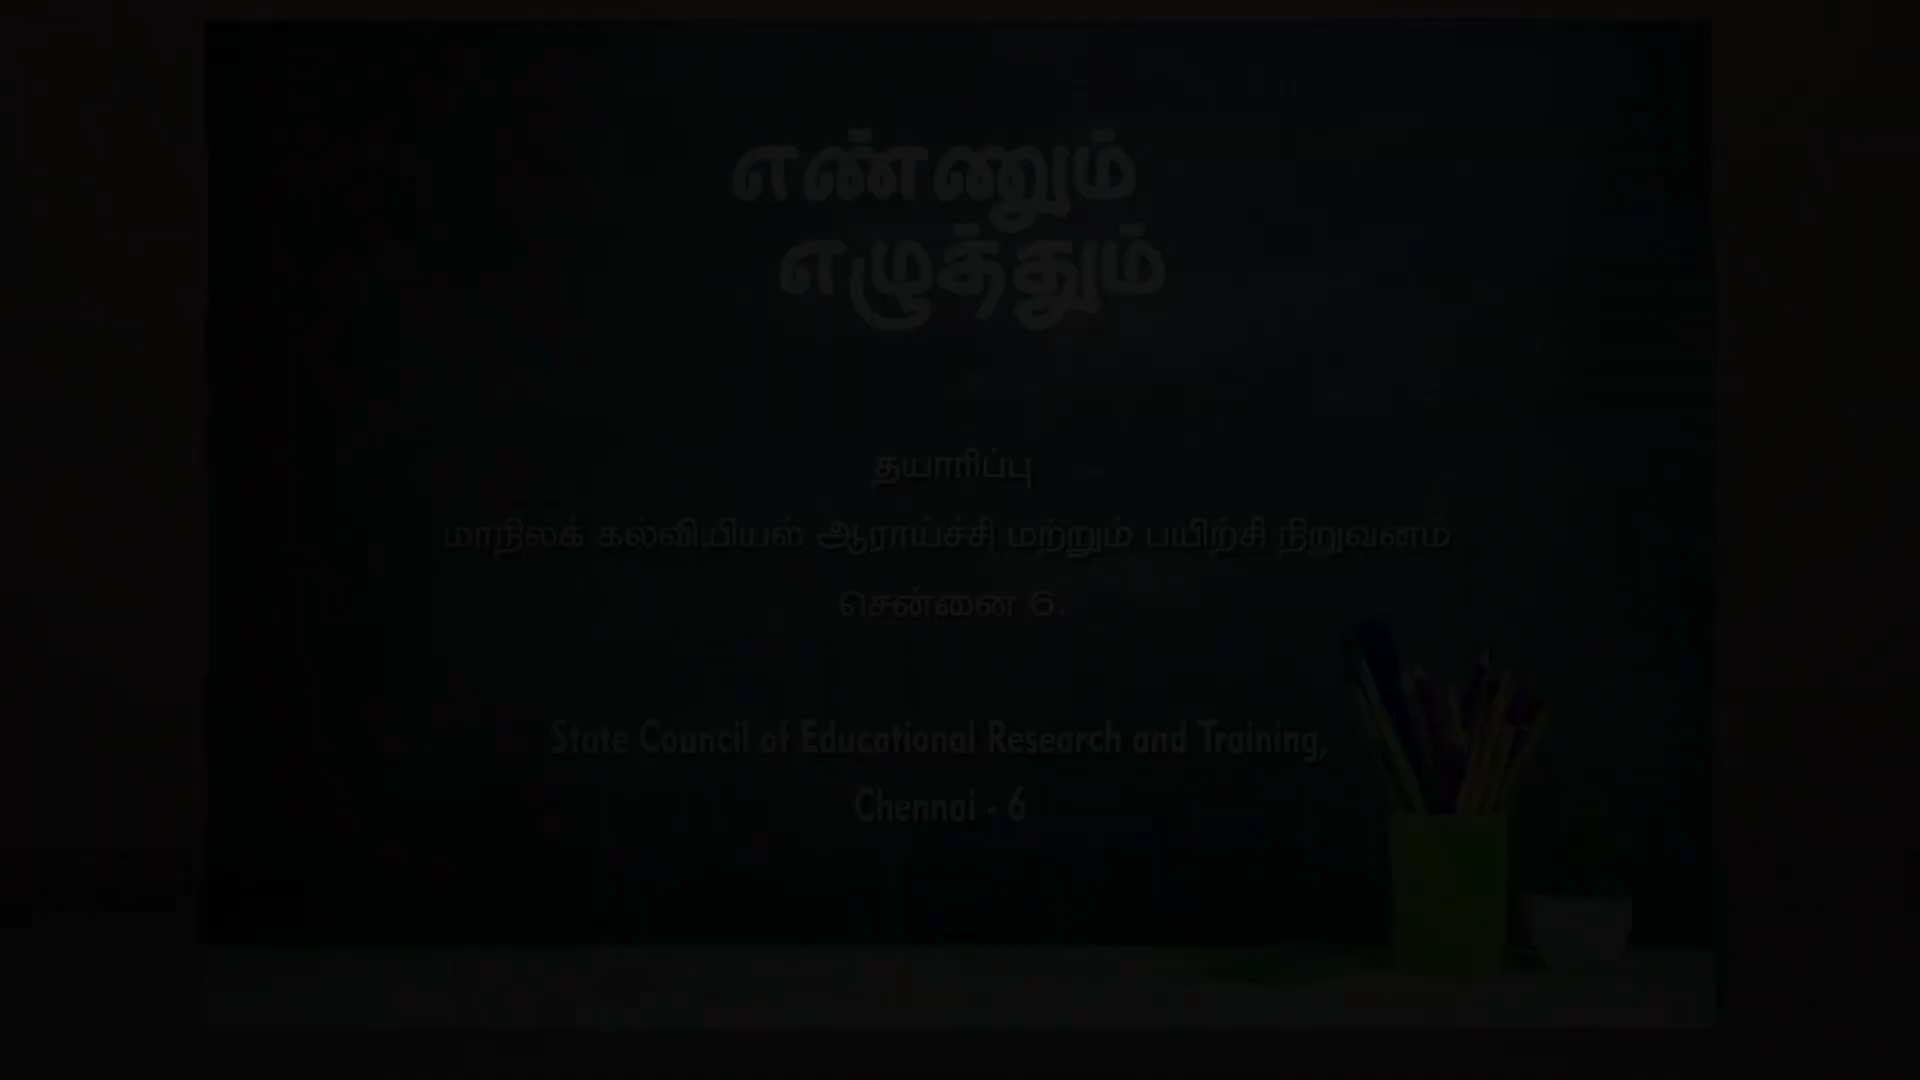 எண்ணும்
எழுத்தும்
தயாரிப்பு
மாநிலக் கல்வியியல் ஆராய்ச்சி மற்றும் பயிற்சி நிறுவனம்
சென்னை 6.
State Council of Educational Research and Training,
Chennai - 6